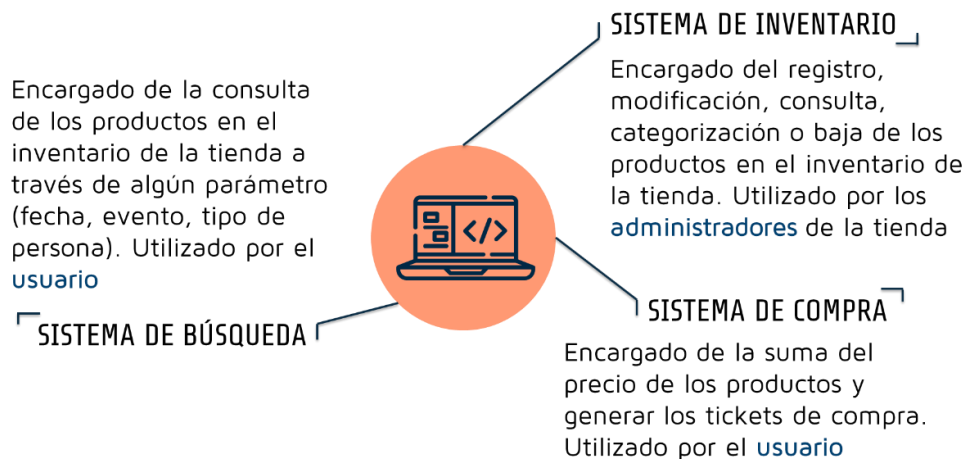 SISTEMA DE INVENTARIO
Encargado del registro,
modificación, consulta,
categorización o baja de los
productos en el inventario de
la tienda. Utilizado por los
administradores de la tienda
Encargado de la consulta
de los productos en el
inventario de la tienda a
través de algún parámetro
(fecha, evento, tipo de
persona). Utilizado por el
usuario
SISTEMA DE BÚSQUEDA
</>
SISTEMA DE COMPRA
Encargado de la suma del
precio de los productos y
generar los tickets de compra.
Utilizado por el usuario